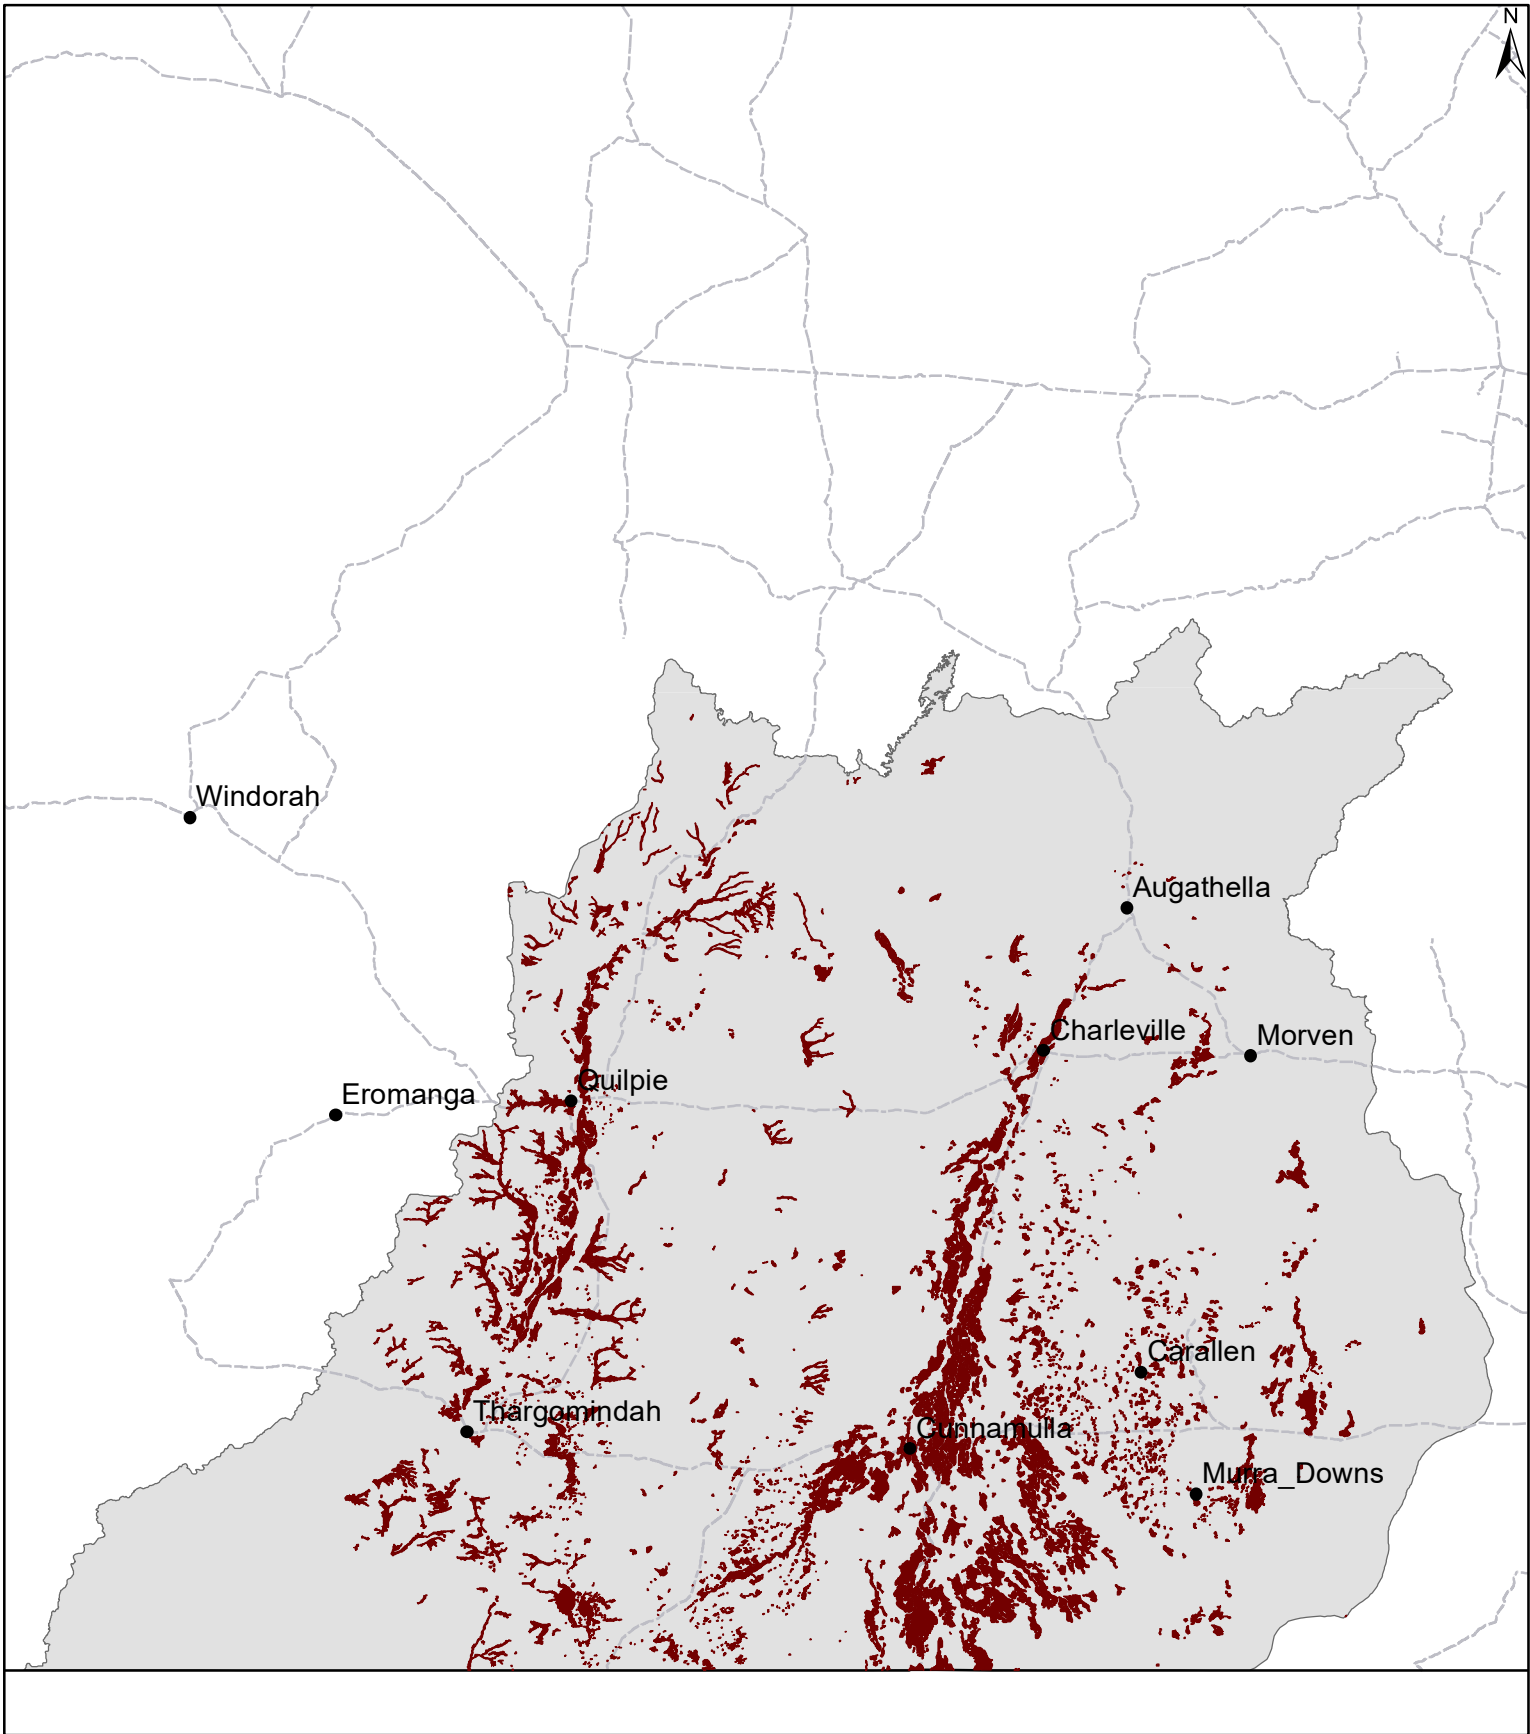 N
Windorah
Augathella
Charleville
Morven
Quilpie
Eromanga
Carallen
Thargomindah
Cunnamulla
Murra_Downs